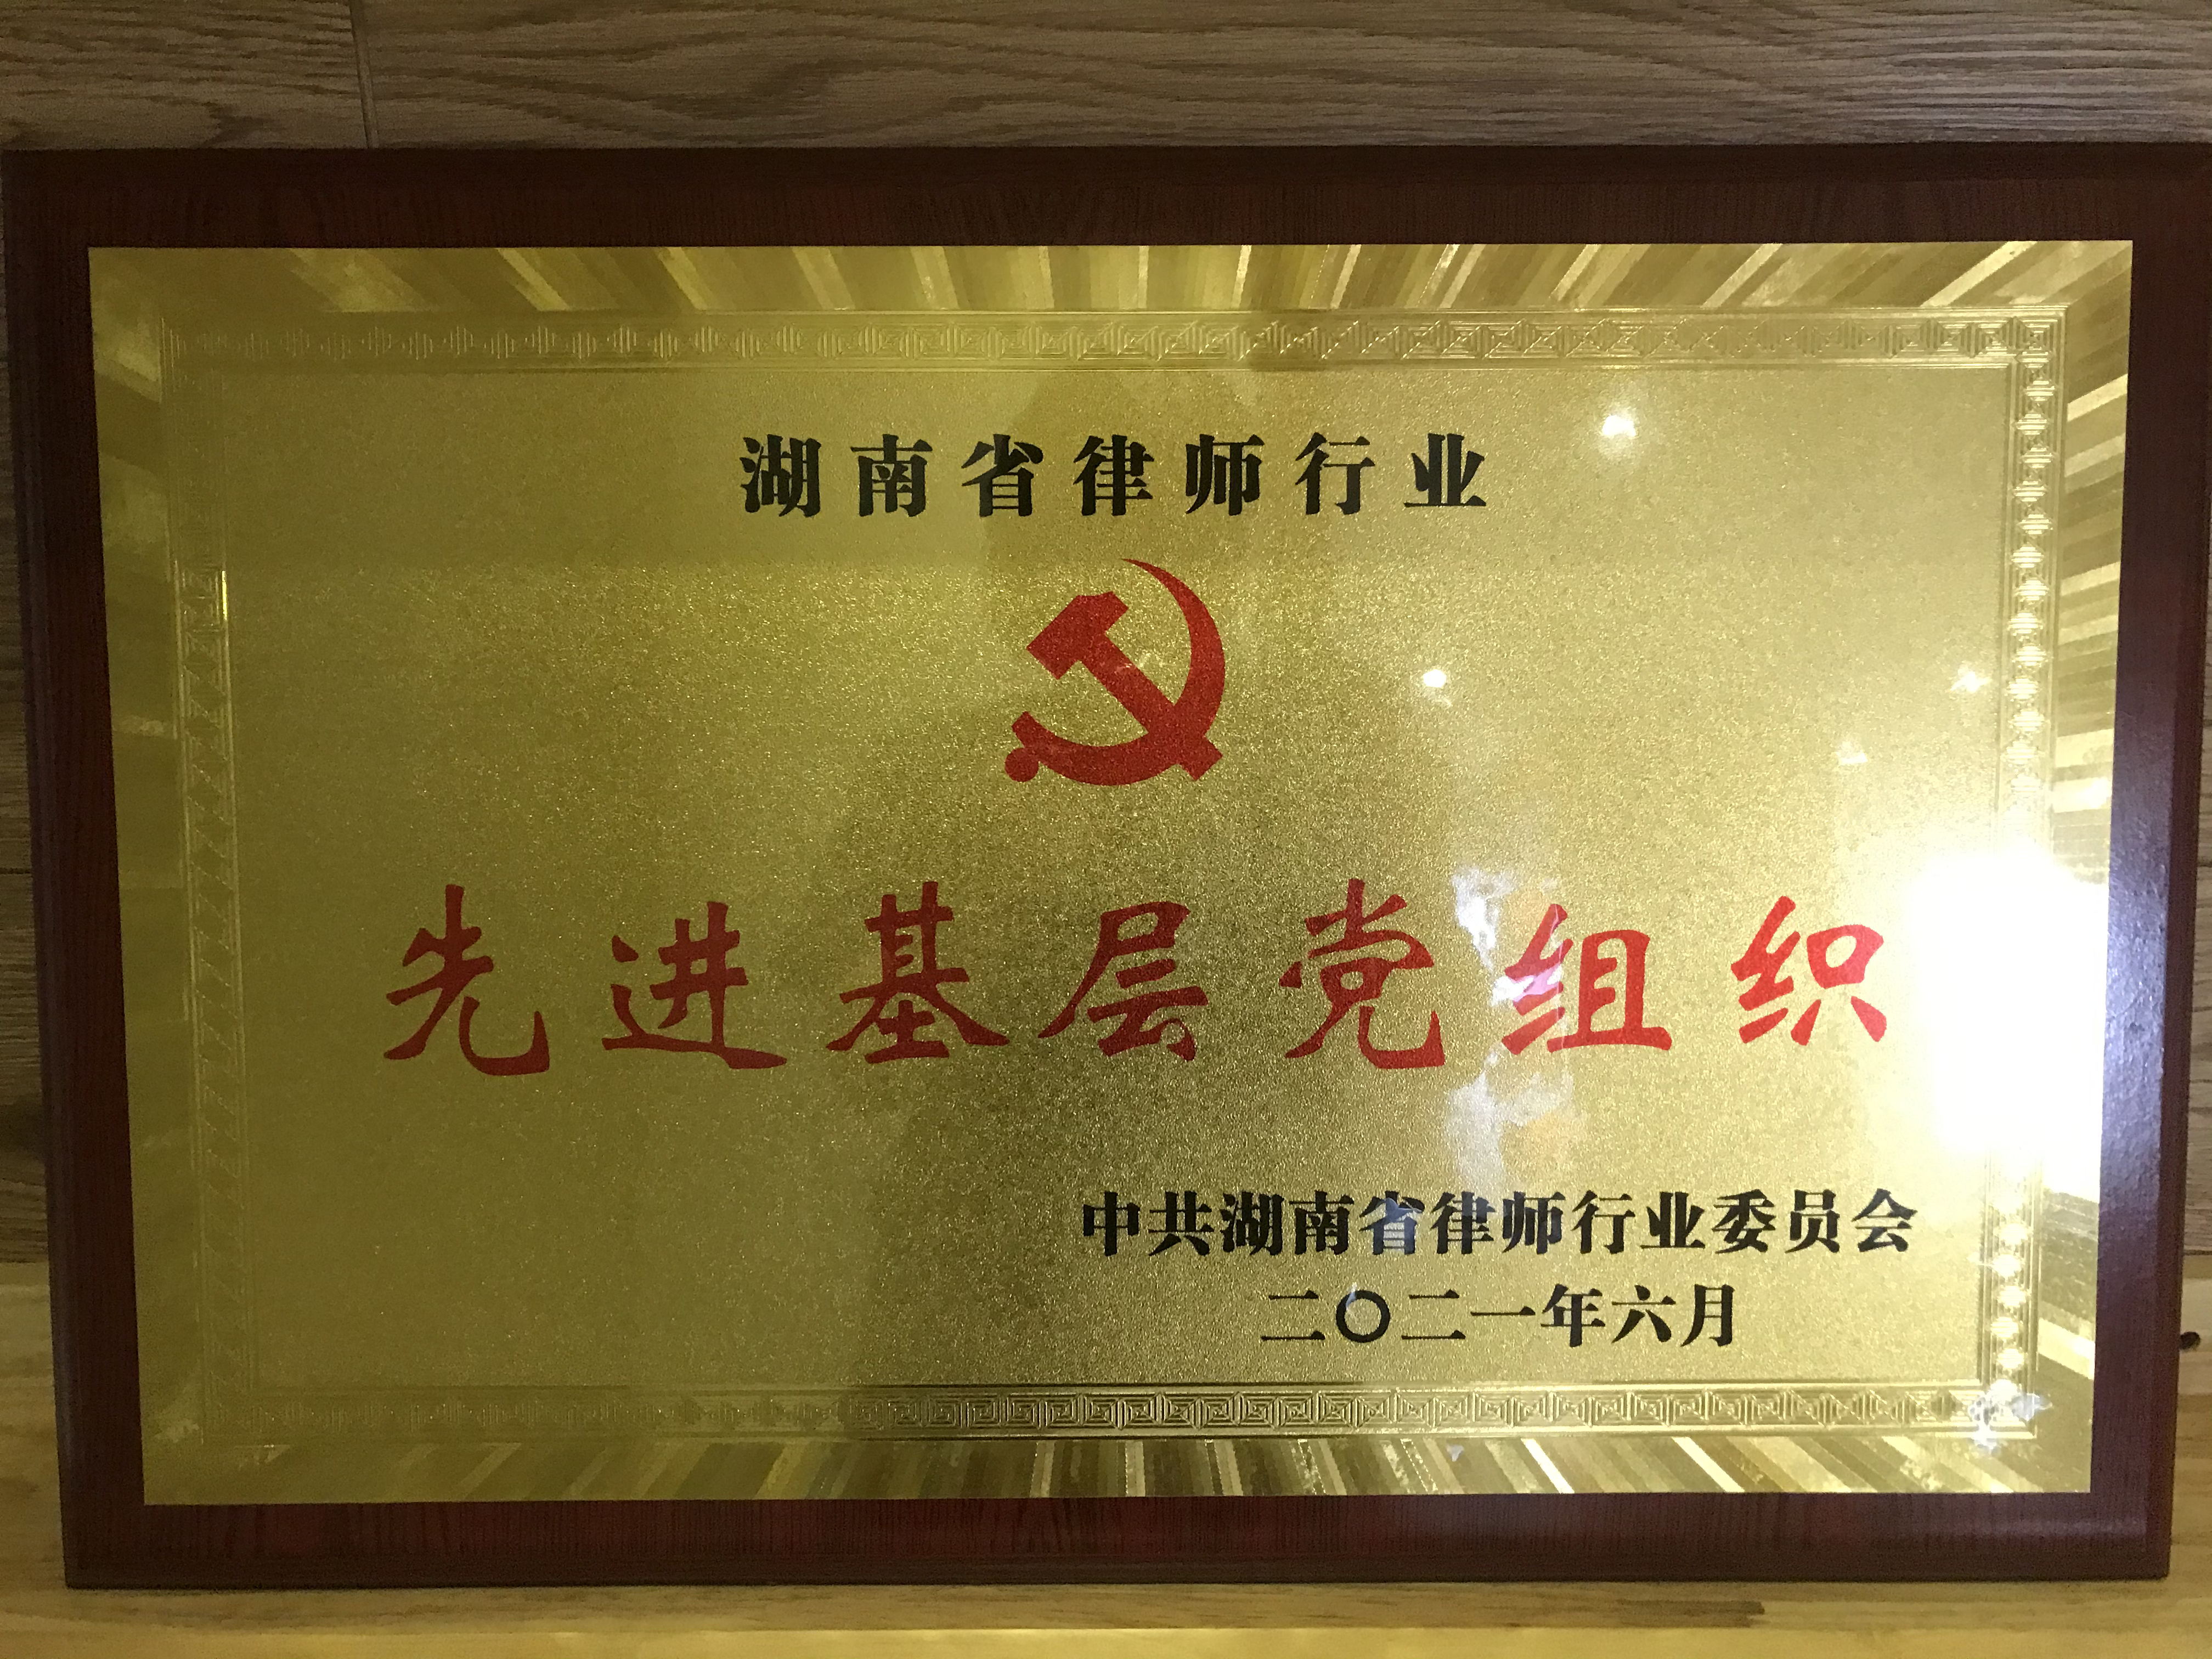 湖南省律师行业
先进基层党组织
中共湖南省律师行业委员会
二〇二一年六月